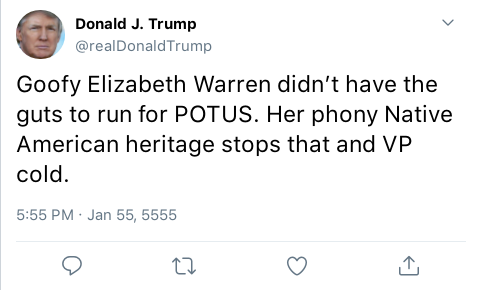 Donald J. Trump
@realDonaldTrump
Goofy Elizabeth Warren didn’t have the
guts to run for POTUS. Her phony Native
American heritage stops that and VP
cold.
5:55 PM · Jan 55, 5555